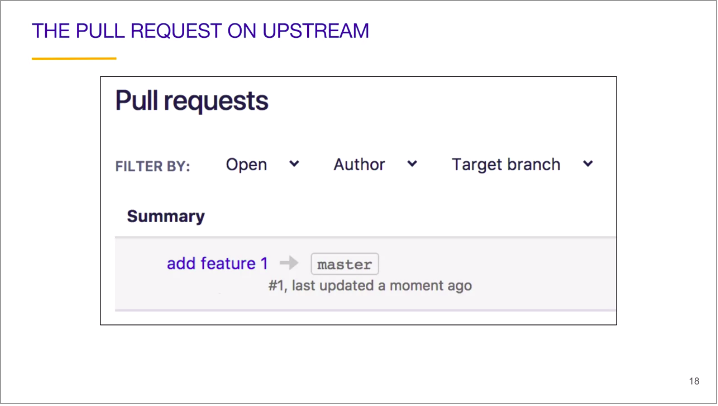 THE PULL REQUEST ON UPSTREAM
Pull requests
FILTER BY: Open Author Target branch
Summary
add feature 1 master
#1, last updated a moment ago
18